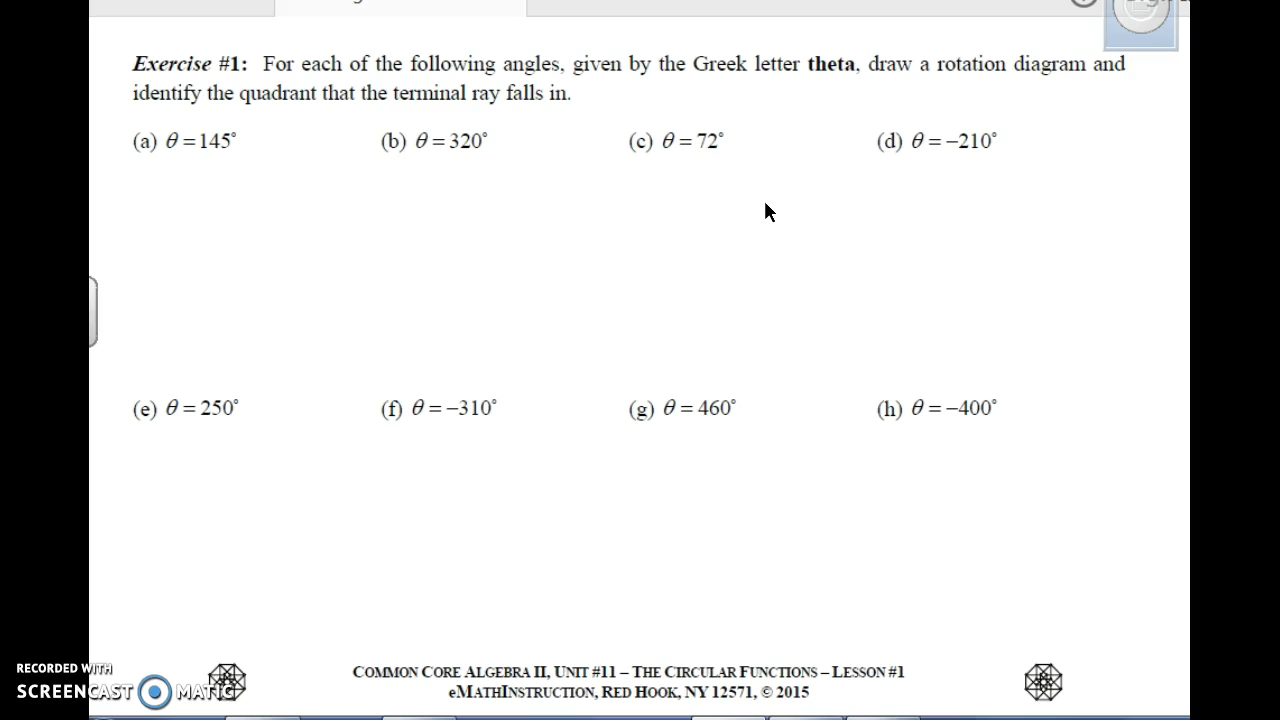 Exercise #1: For each of the following angles, given by the Greek letter theta, draw a rotation diagram and
identify the quadrant that the terminal ray falls in.
(a) θ = 145° (b) θ = 320° (c) θ = 72° (d) θ = −210°
(e) θ = 250° (f) θ = −310° (g) θ = 460° (h) θ = −400°
COMMON CORE ALGEBRA II, UNIT #11 – THE CIRCULAR FUNCTIONS – LESSON #1
eMATHINSTRUCTION, RED HOOK, NY 12571, © 2015
RECORDED WITH
SCREENCAST MATIC